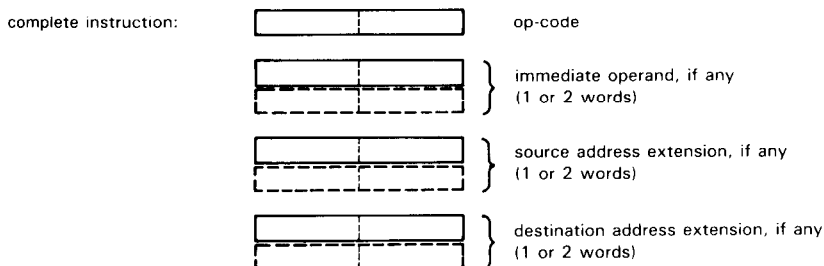 complete instruction:
op-code
immediate operand, if any
(1 or 2 words)
source address extension, if any
(1 or 2 words)
destination address extension, if any
(1 or 2 words)